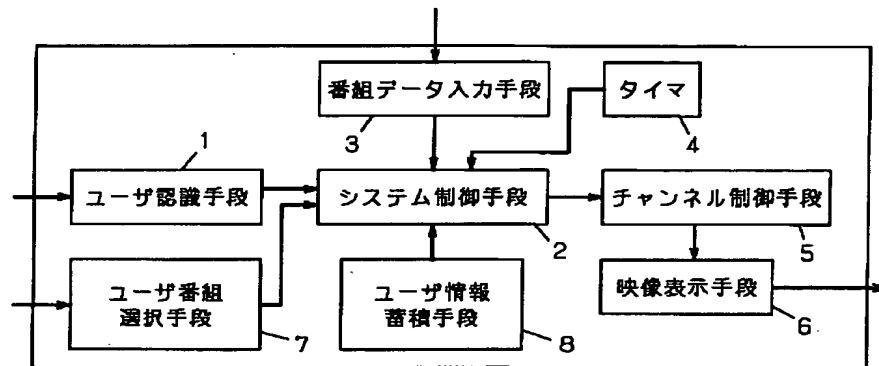 番組データ入力手段
タイマ
3
4
1
ユーザ認識手段
システム制御手段
チャンネル制御手段
2
5
ユーザ番組
選択手段
ユーザ情報
蓄積手段
映像表示手段
7
8
6